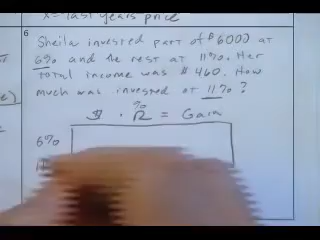 x = last years price
6
Sheila invested part of $6000 at
6% and the rest at 11%. Her
total income was $460. How
much was invested at 11%?
$ · % R = Gain
6%